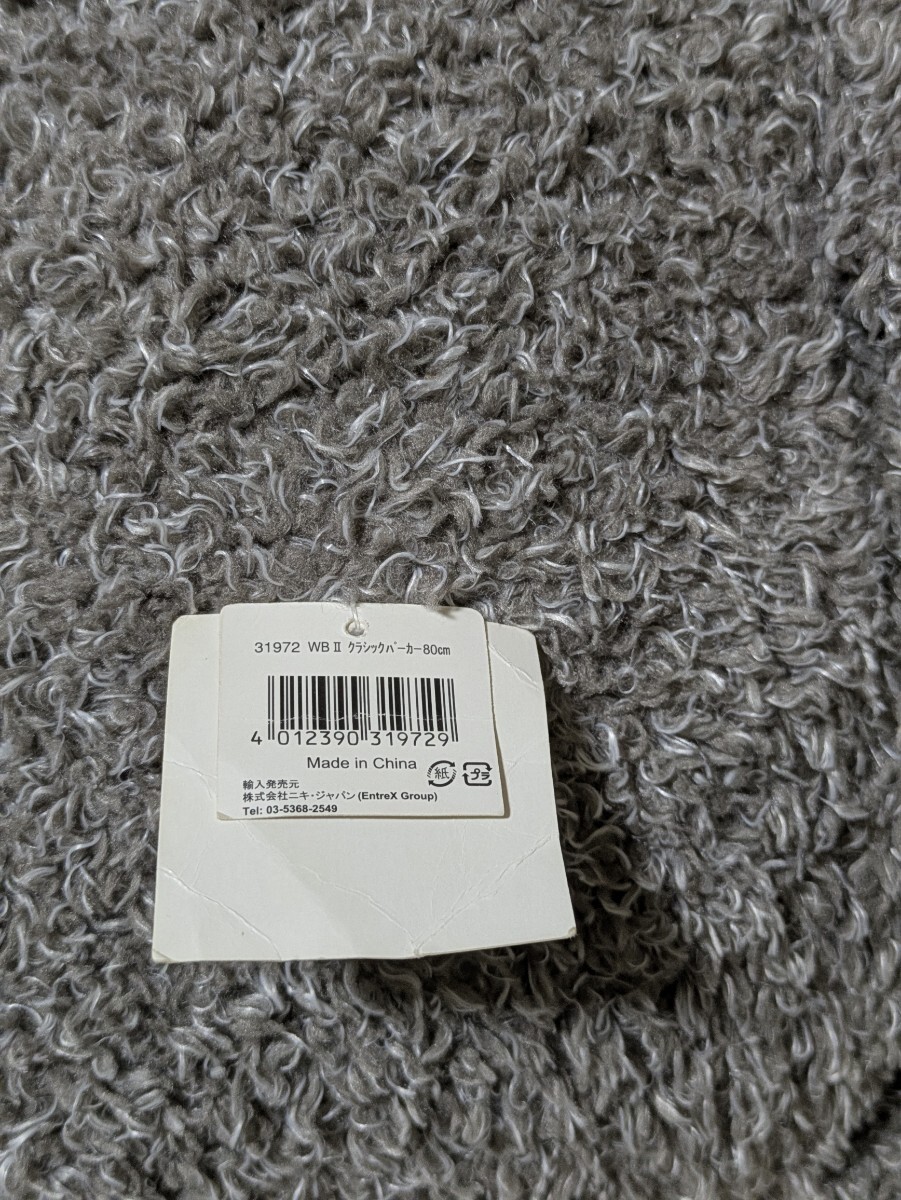 31972 WBⅡ ｸﾗｼｯｸﾊﾟｰｶｰ80㎝
4 012390 319729
Made in China
紙 プラ
輸入発売元
株式会社ニキ・ジャパン(EntreX Group)
Tel: 03-5368-2549